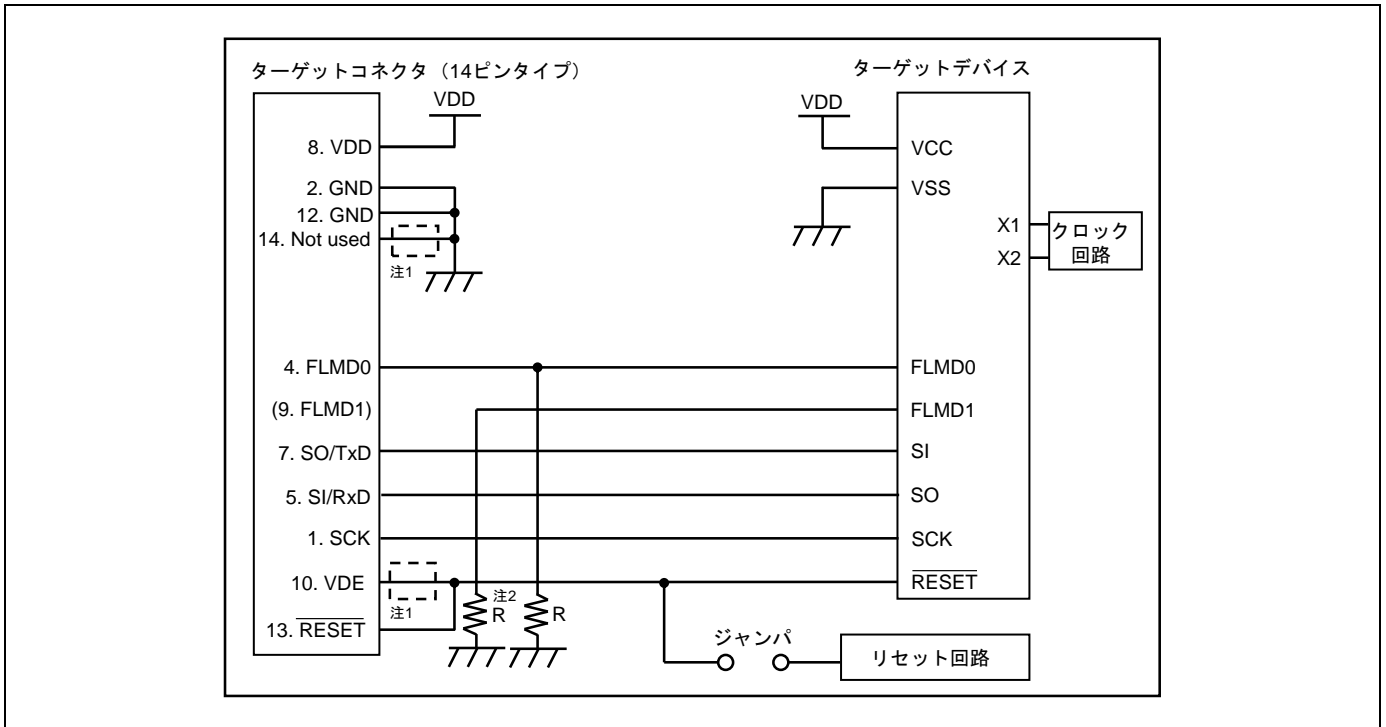 ターゲットコネクタ（14ピンタイプ）
ターゲットデバイス
VDD
VDD
8. VDD
VCC
2. GND
VSS
12. GND
14. Not used
注1
X1
X2
クロック
回路
4. FLMD0
FLMD0
(9. FLMD1)
FLMD1
7. SO/TxD
SI
5. SI/RxD
SO
1. SCK
SCK
10. VDE
RESET
注1
注2
R
R
13. RESET
ジャンパ
リセット回路